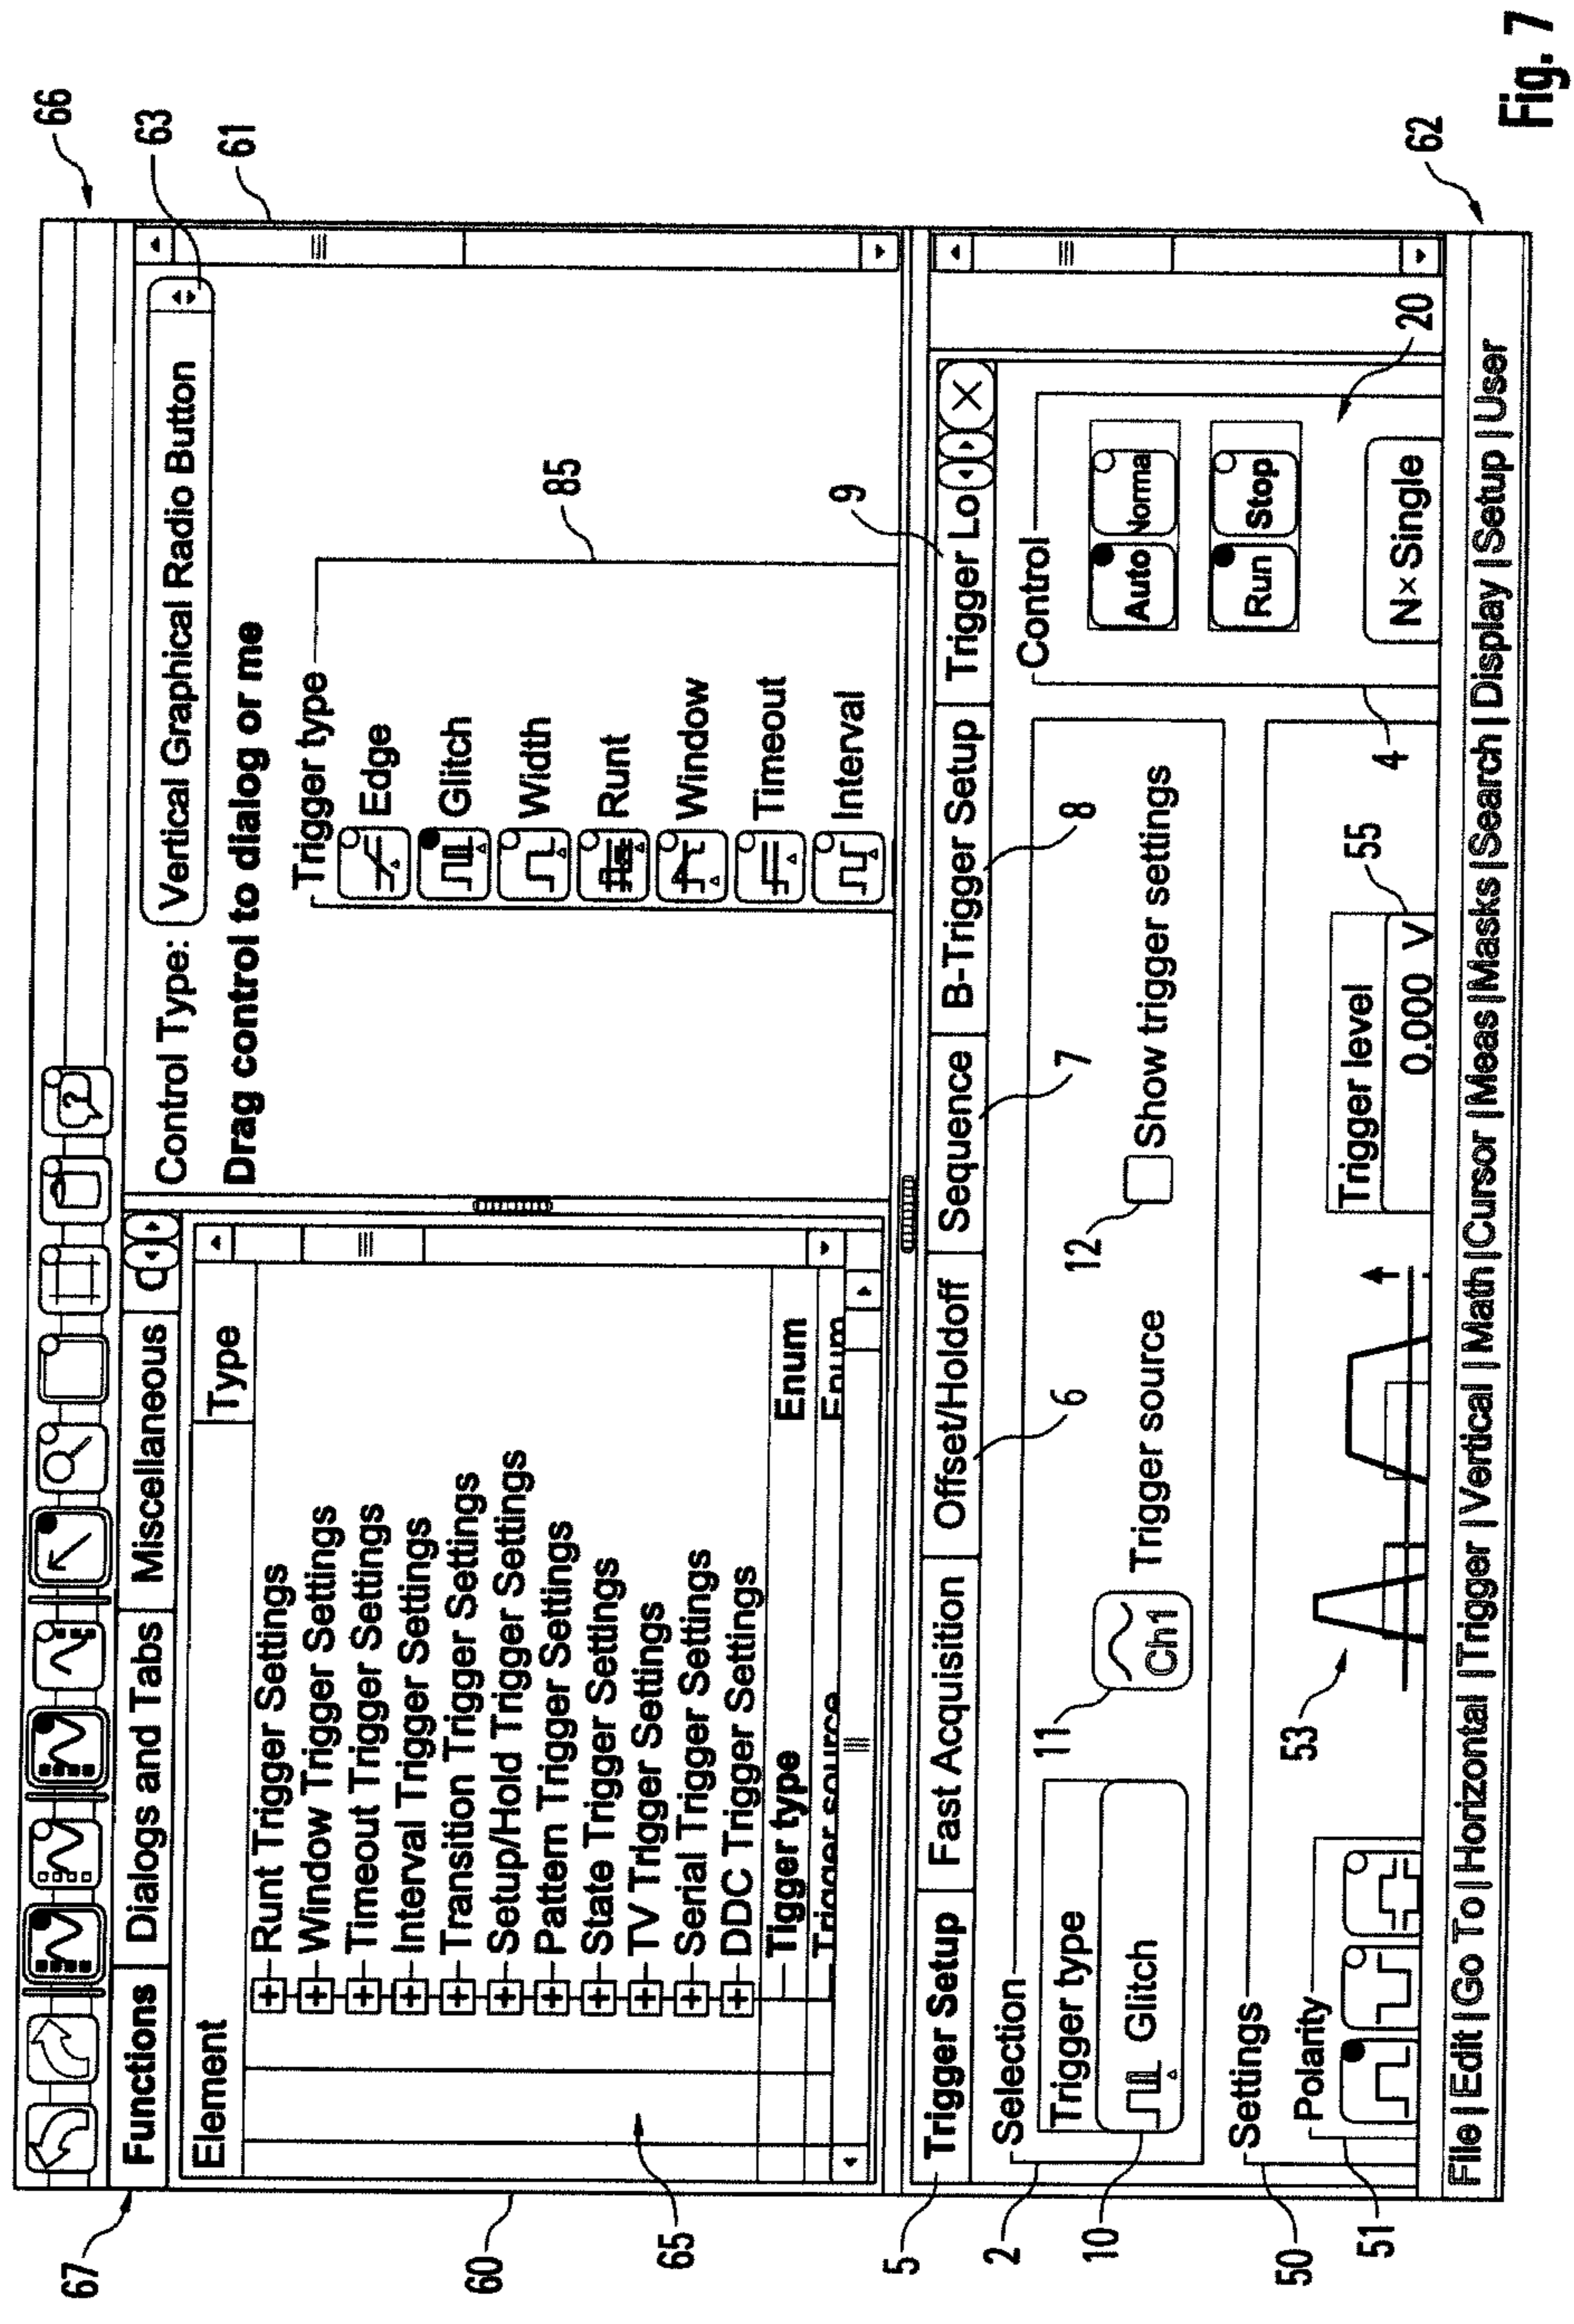 66
63
61
67
60
65
?
Functions
Dialogs and Tabs
Miscellaneous
Element
Type
Runt Trigger Settings
Window Trigger Settings
Timeout Trigger Settings
Interval Trigger Settings
Transition Trigger Settings
Setup/Hold Trigger Settings
Pattern Trigger Settings
State Trigger Settings
TV Trigger Settings
Serial Trigger Settings
DDC Trigger Settings
Tigger type Enum
Trigger source Enum
Control Type: Vertical Graphical Radio Button
Drag control to dialog or me
Trigger type
Edge
Glitch
Width
Runt
Window
Timeout
Interval
85
9
5
Trigger Setup
Fast Acquisition
Offset/Holdoff
Sequence
B-Trigger Setup
Trigger Lo
X
6
7
8
2
Selection
Trigger type
Glitch
10
11
Ch1
Trigger source
12
Show trigger settings
Control
Auto
Norma
Run
Stop
N×Single
20
4
50
Settings
51
Polarity
53
Trigger level
0.000 V
55
File | Edit | Go To | Horizontal | Trigger | Vertical | Math | Cursor | Meas | Masks | Search | Display | Setup | User
62
Fig. 7